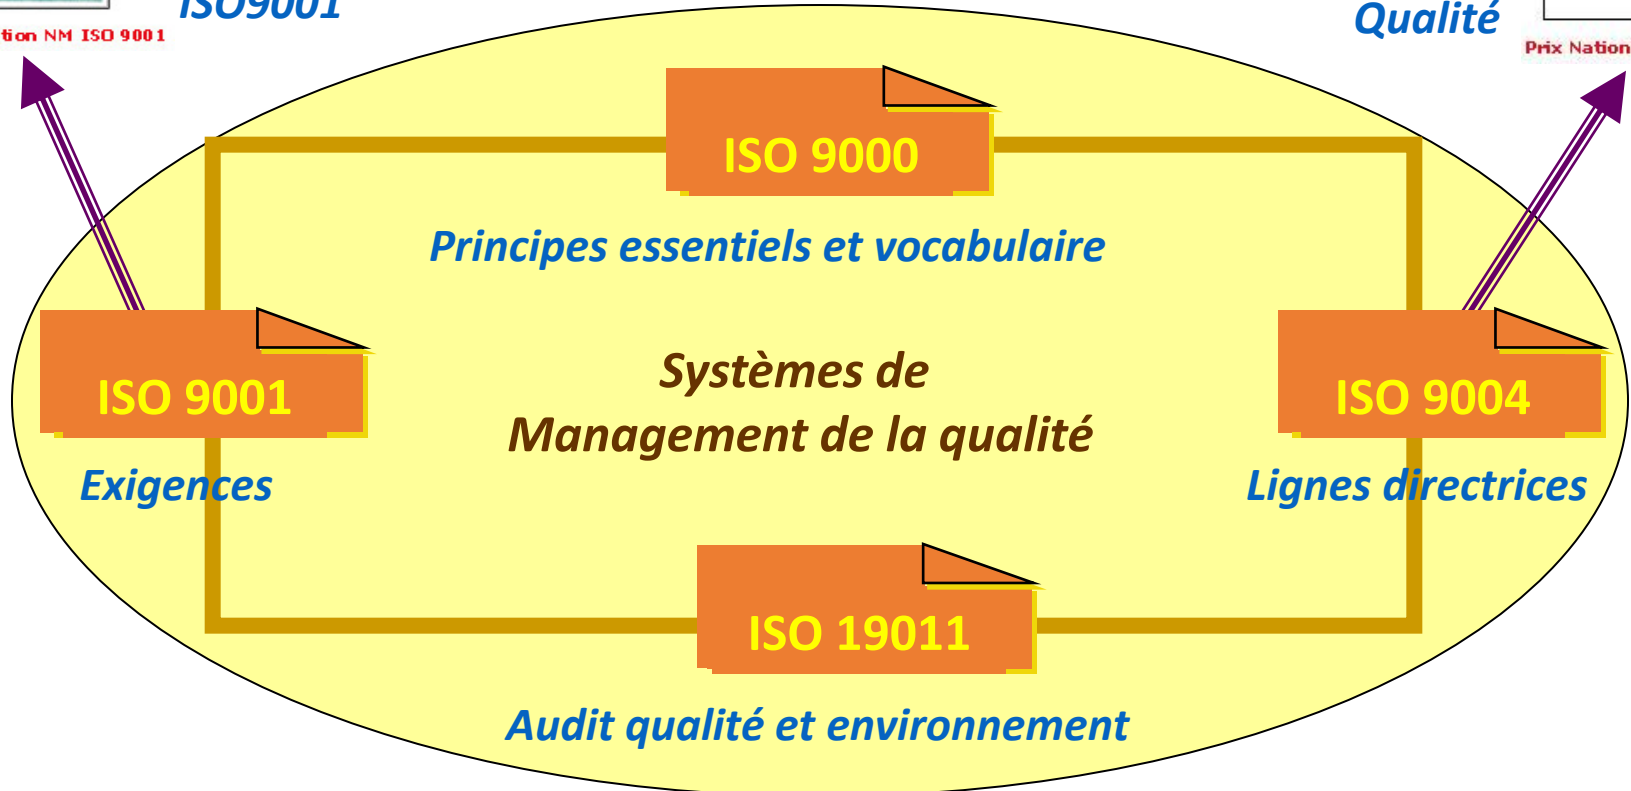 ISO9001
Qualité
tion NM ISO 9001
Prix Nation
ISO 9000
Principes essentiels et vocabulaire
Systèmes de
Management de la qualité
ISO 9001
ISO 9004
Exigences
Lignes directrices
ISO 19011
Audit qualité et environnement